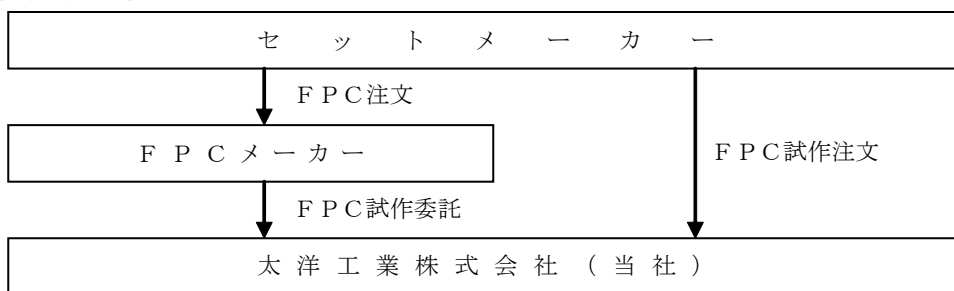 セットメーカー
ＦＰＣ注文
ＦＰＣメーカー
ＦＰＣ試作注文
ＦＰＣ試作委託
太洋工業株式会社（当社）